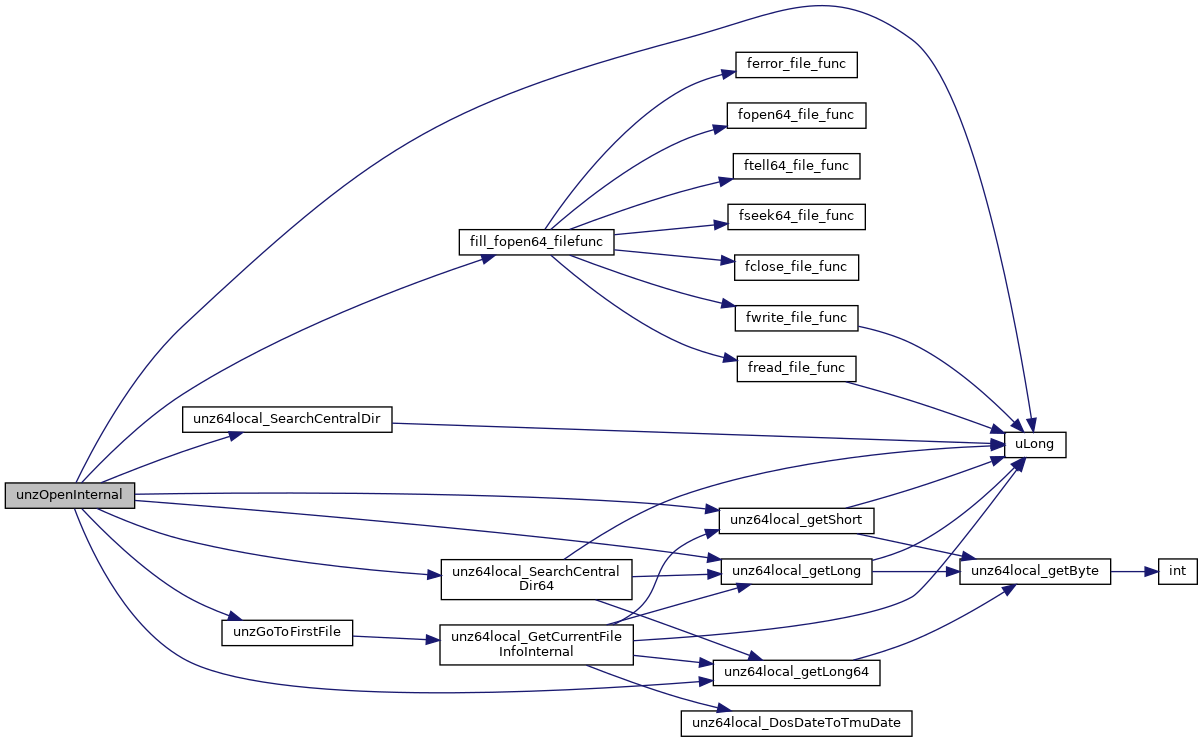 ferror_file_func
fopen64_file_func
ftell64_file_func
fseek64_file_func
fill_fopen64_filefunc
fclose_file_func
fwrite_file_func
fread_file_func
unz64local_SearchCentralDir
uLong
unzOpenInternal
unz64local_getShort
unz64local_SearchCentral
Dir64
unz64local_getLong
unz64local_getByte
int
unzGoToFirstFile
unz64local_GetCurrentFile
InfoInternal
unz64local_getLong64
unz64local_DosDateToTmuDate